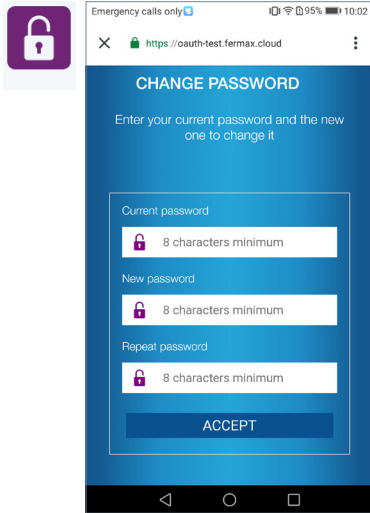 Emergency calls only 95% 10:02
https://oauth-test.fermax.cloud
CHANGE PASSWORD
Enter your current password and the new
one to change it
Current password
8 characters minimum
New password
8 characters minimum
Repeat password
8 characters minimum
ACCEPT